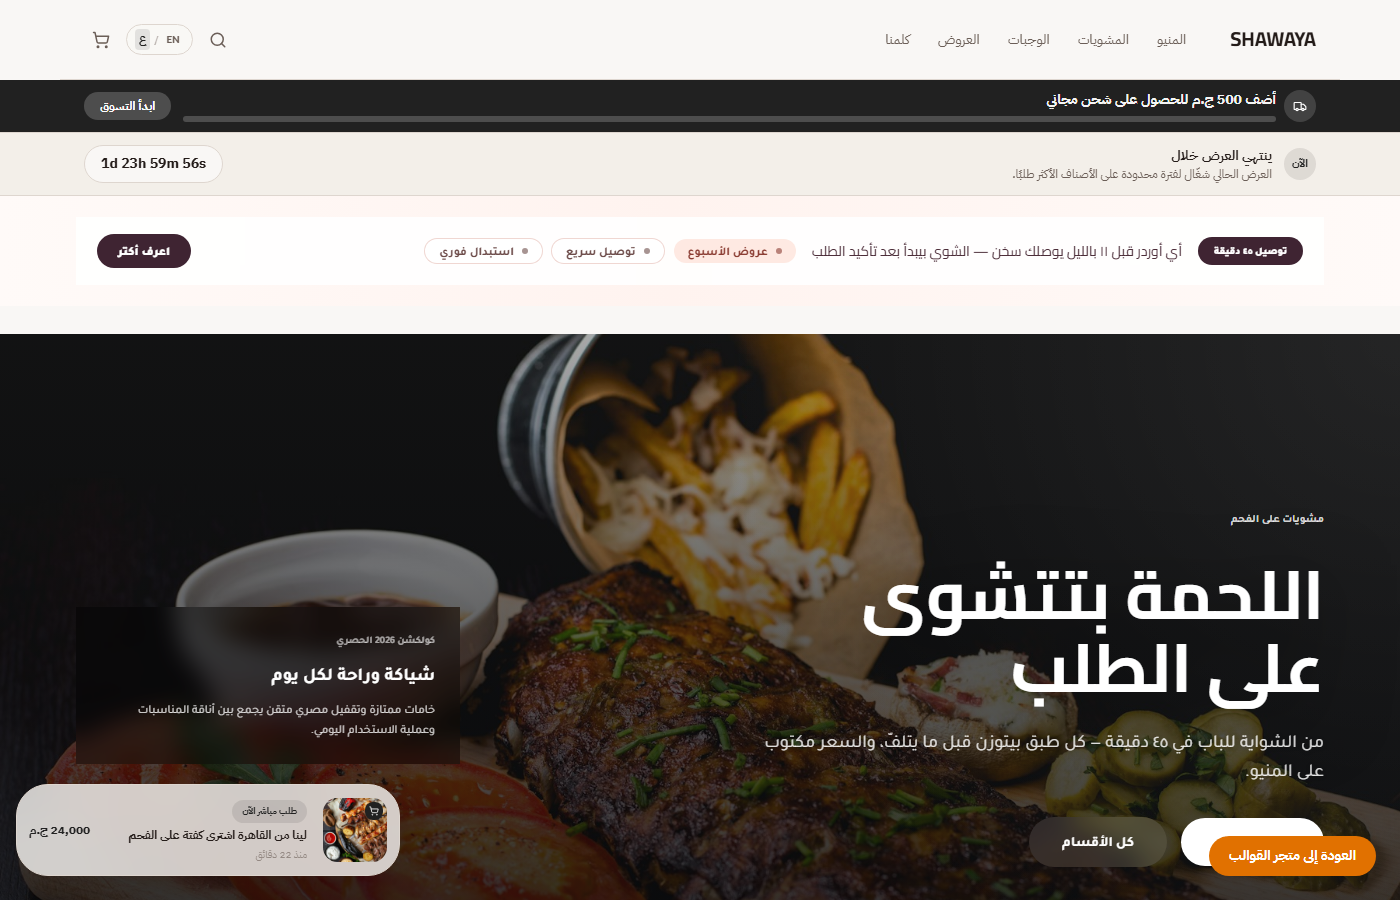 SHAWAYA
المنيو
المشويات
الوجبات
العروض
كلمنا
EN / ع
أضف 500 ج.م للحصول على شحن مجاني
ابدأ التسوق
الآن
ينتهي العرض خلال
العرض الحالي شغّال لفترة محدودة على الأصناف الأكثر طلبًا.
1d 23h 59m 56s
توصيل ٤٥ دقيقة
أي أوردر قبل ١١ بالليل يوصلك سخن — الشوي بيبدأ بعد تأكيد الطلب
عروض الأسبوع
توصيل سريع
استبدال فوري
اعرف أكتر
مشويات على الفحم
اللحمة بتتشوى
على الطلب
من الشواية للباب في ٤٥ دقيقة – كل طبق بيتوزن قبل ما يتلفّ، والسعر مكتوب
على المنيو.
كل الأقسام
العودة إلى متجر القوالب
كولكشن 2026 الحصري
شياكة وراحة لكل يوم
خامات ممتازة وتقفيل مصري متقن يجمع بين أناقة المناسبات
وعملية الاستخدام اليومي.
طلب مباشر الآن
لينا من القاهرة اشترى كفتة على الفحم
منذ 22 دقائق
24,000 ج.م